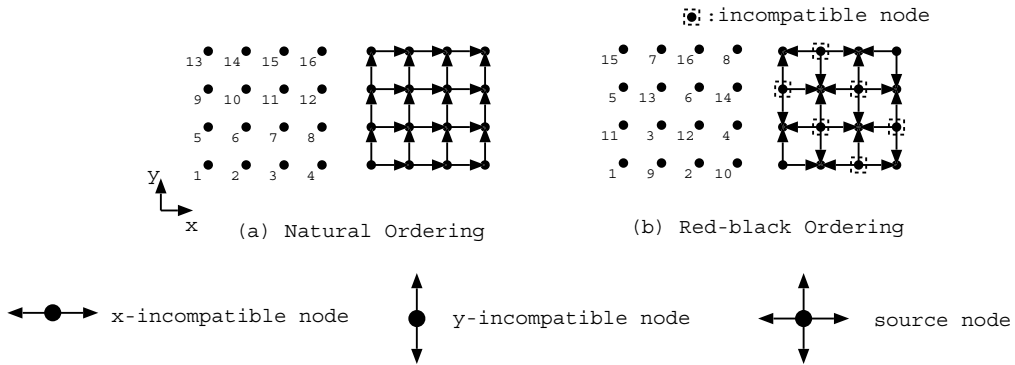 :incompatible node
13 14 15 16
9 10 11 12
5 6 7 8
1 2 3 4
15 7 16 8
5 13 6 14
11 3 12 4
1 9 2 10
y
x
(a) Natural Ordering
(b) Red-black Ordering
x-incompatible node
y-incompatible node
source node